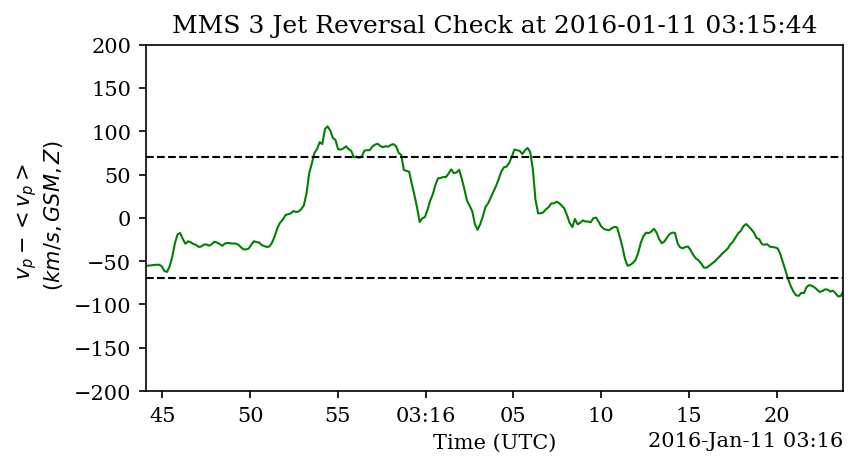 MMS 3 Jet Reversal Check at 2016-01-11 03:15:44
200
150
100
50
0
−50
−100
−150
−200
v_p − < v_p >
(km/s, GSM, Z)
45 50 55 03:16 05 10 15 20
Time (UTC)
2016-Jan-11 03:16